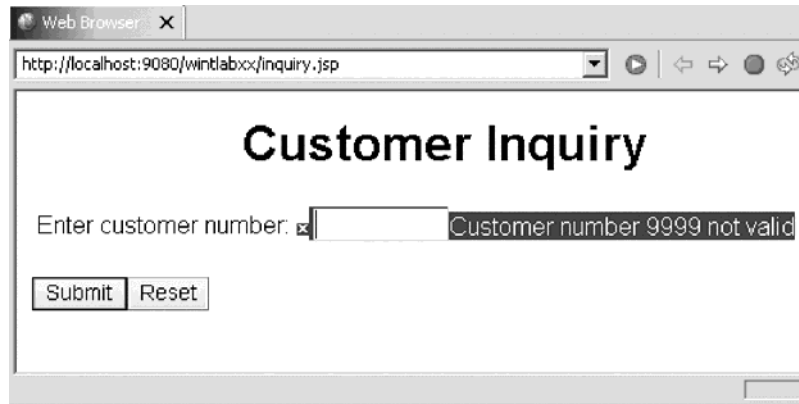 Web Browser
http://localhost:9080/wintlabxx/inquiry.jsp
Customer Inquiry
Enter customer number: Customer number 9999 not valid
Submit Reset